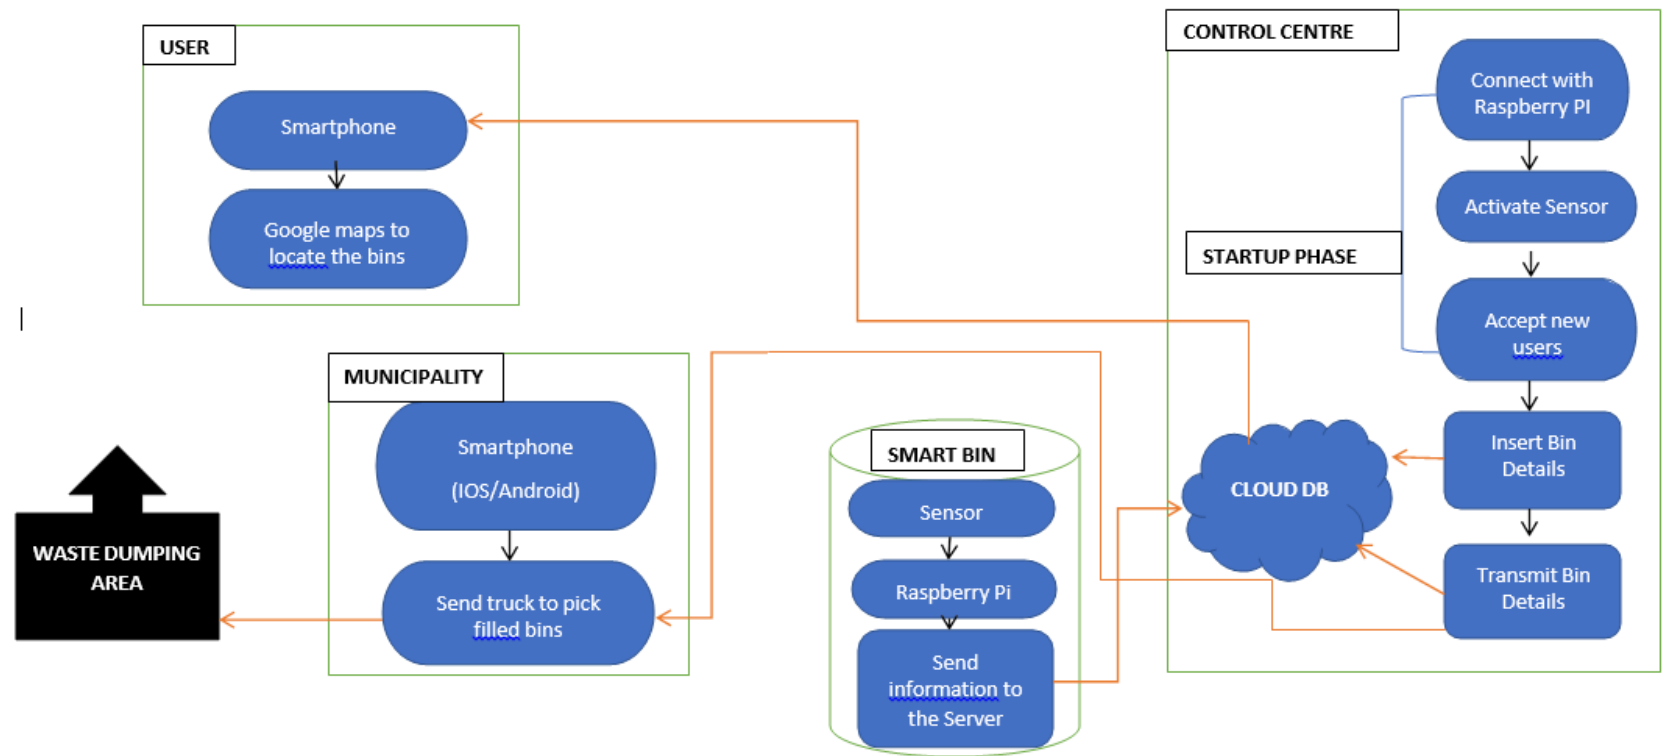 USER
Smartphone
Google maps to
locate the bins
CONTROL CENTRE
Connect with
Raspberry PI
Activate Sensor
STARTUP PHASE
Accept new
users
Insert Bin
Details
Transmit Bin
Details
CLOUD DB
MUNICIPALITY
Smartphone
(IOS/Android)
Send truck to pick
filled bins
WASTE DUMPING
AREA
SMART BIN
Sensor
Raspberry Pi
Send
information to
the Server